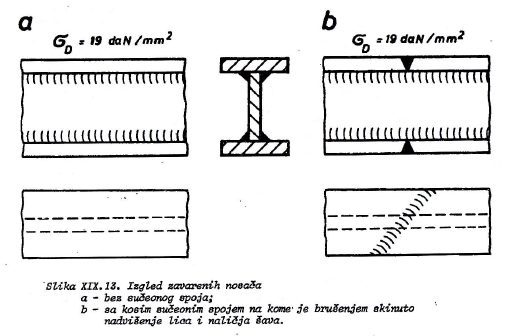 a
σD = 19 daN/mm²
b
σD = 19 daN/mm²
Slika XIX.13. Izgled zavarenih nosača
a - bez sučeonog spoja;
b - sa kosim sučeonim spojem na kome je brušenjem skinuto
nadvišenje lica i naličja šava.